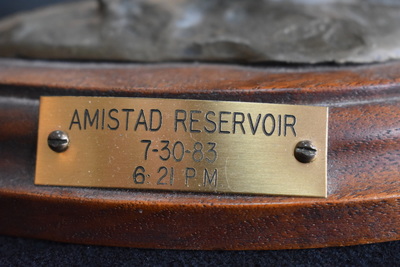 AMISTAD RESERVOIR
7-30-83
6:21 P.M